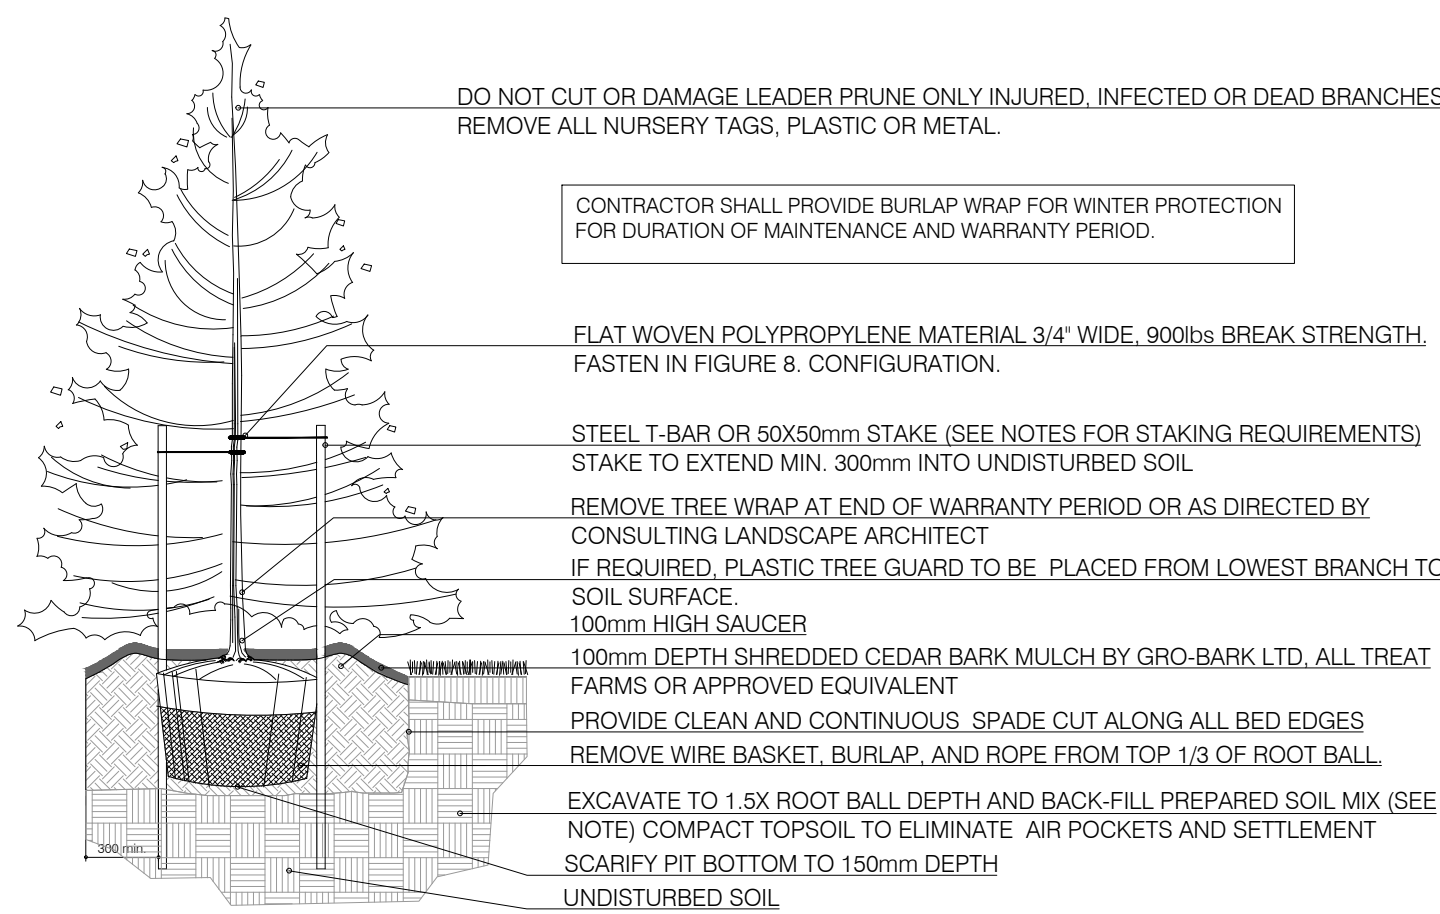 DO NOT CUT OR DAMAGE LEADER PRUNE ONLY INJURED, INFECTED OR DEAD BRANCHES
REMOVE ALL NURSERY TAGS, PLASTIC OR METAL.
CONTRACTOR SHALL PROVIDE BURLAP WRAP FOR WINTER PROTECTION
FOR DURATION OF MAINTENANCE AND WARRANTY PERIOD.
FLAT WOVEN POLYPROPYLENE MATERIAL 3/4" WIDE, 900lbs BREAK STRENGTH.
FASTEN IN FIGURE 8. CONFIGURATION.
STEEL T-BAR OR 50X50mm STAKE (SEE NOTES FOR STAKING REQUIREMENTS)
STAKE TO EXTEND MIN. 300mm INTO UNDISTURBED SOIL
REMOVE TREE WRAP AT END OF WARRANTY PERIOD OR AS DIRECTED BY
CONSULTING LANDSCAPE ARCHITECT
IF REQUIRED, PLASTIC TREE GUARD TO BE PLACED FROM LOWEST BRANCH TO
SOIL SURFACE.
100mm HIGH SAUCER
100mm DEPTH SHREDDED CEDAR BARK MULCH BY GRO-BARK LTD, ALL TREAT
FARMS OR APPROVED EQUIVALENT
PROVIDE CLEAN AND CONTINUOUS SPADE CUT ALONG ALL BED EDGES
REMOVE WIRE BASKET, BURLAP, AND ROPE FROM TOP 1/3 OF ROOT BALL.
EXCAVATE TO 1.5X ROOT BALL DEPTH AND BACK-FILL PREPARED SOIL MIX (SEE
NOTE) COMPACT TOPSOIL TO ELIMINATE AIR POCKETS AND SETTLEMENT
300 min.
SCARIFY PIT BOTTOM TO 150mm DEPTH
UNDISTURBED SOIL